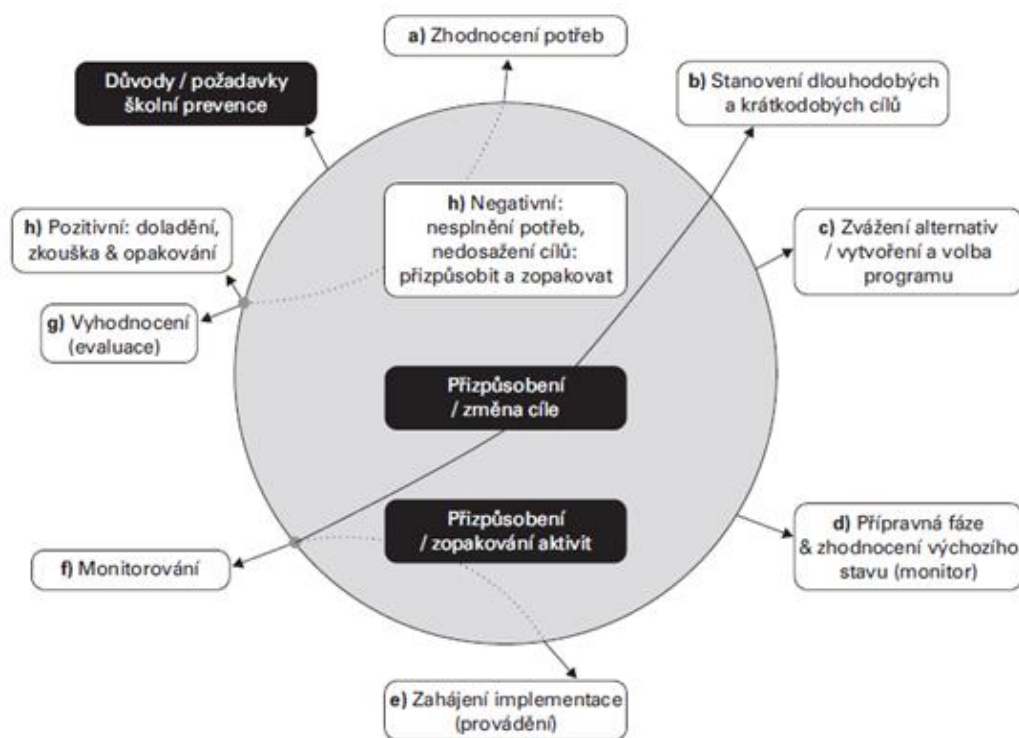 a) Zhodnocení potřeb
Důvody / požadavky
školní prevence
b) Stanovení dlouhodobých
a krátkodobých cílů
h) Pozitivní: doladění,
zkouška & opakování
h) Negativní:
nesplnění potřeb,
nedosažení cílů:
přizpůsobit a zopakovat
c) Zvážení alternativ
/ vytvoření a volba
programu
g) Vyhodnocení
(evaluace)
Přizpůsobení
/ změna cíle
Přizpůsobení
/ zopakování aktivit
d) Přípravná fáze
& zhodnocení výchozího
stavu (monitor)
f) Monitorování
e) Zahájení implementace
(provádění)